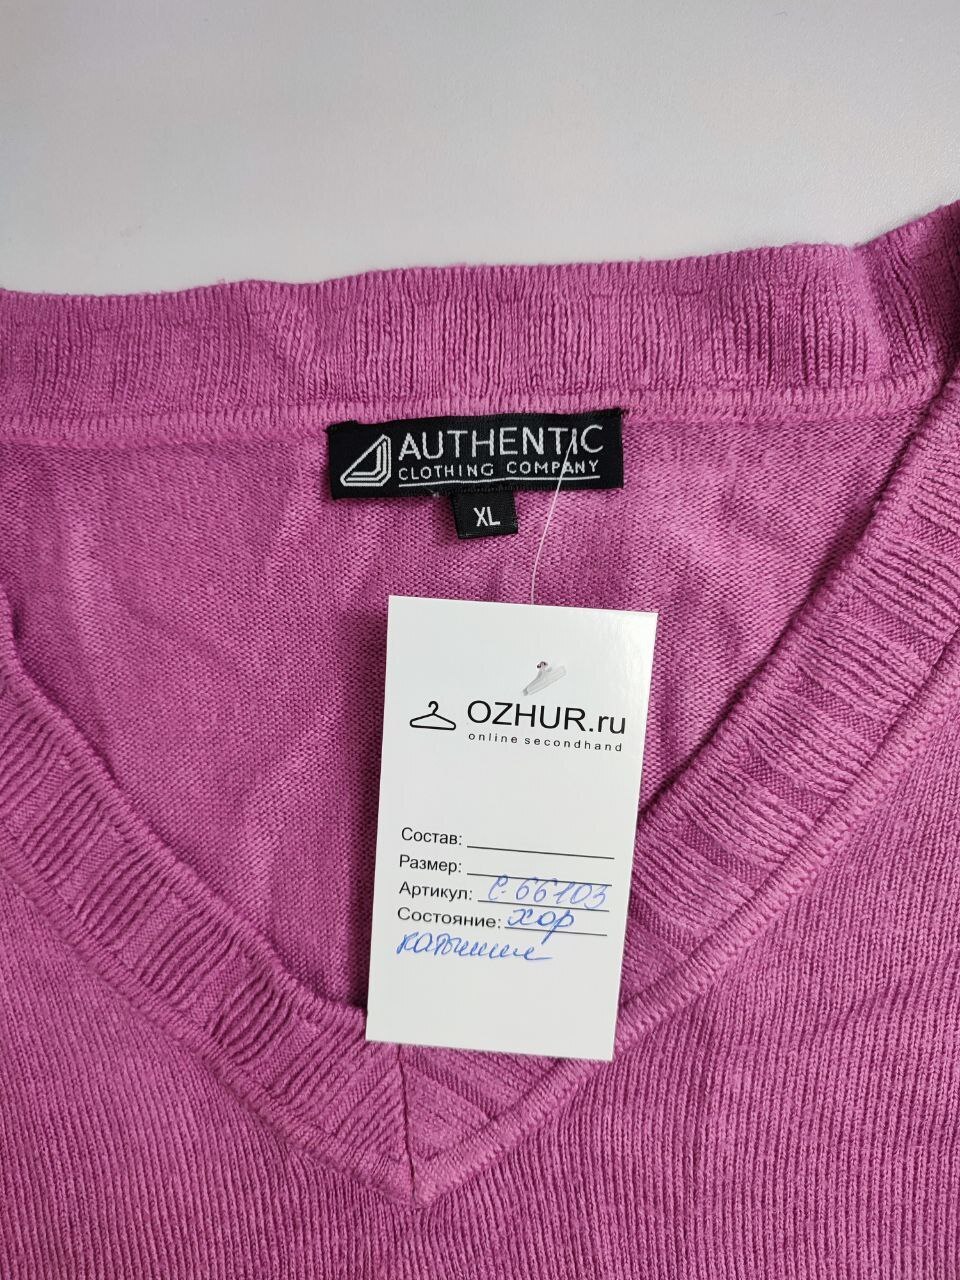 AUTHENTIC
CLOTHING COMPANY
XL
OZHUR.ru
online secondhand
Состав:
Размер:
Артикул: с-66103
Состояние: хор
катышки